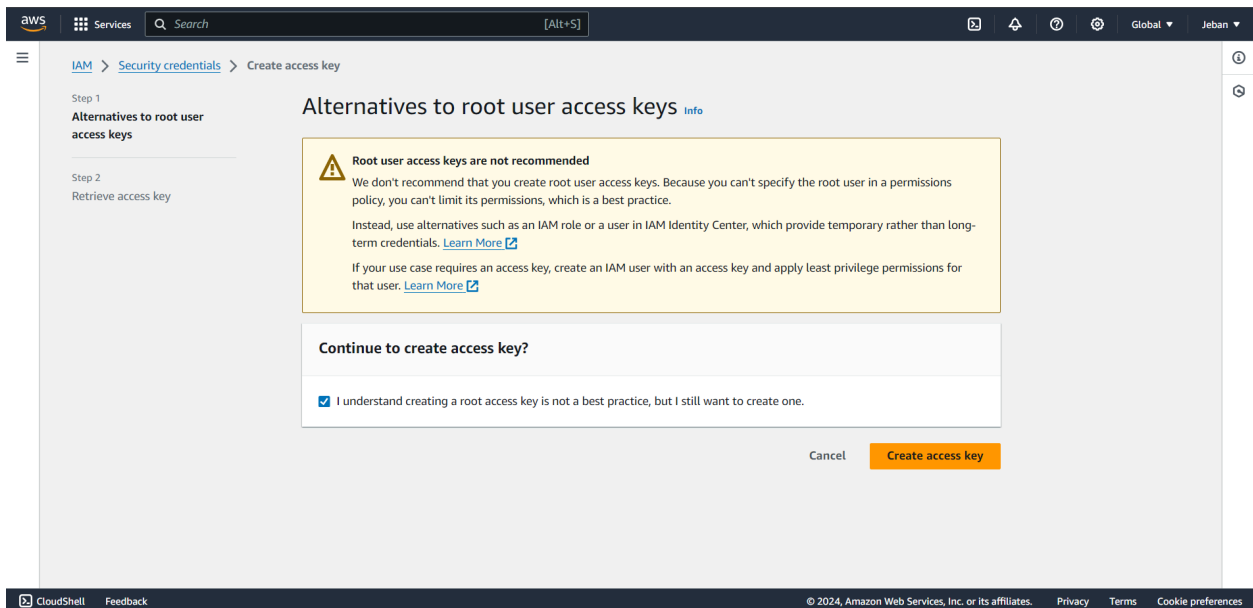 aws
Services
Search
[Alt+S]
Global
Jeban
IAM > Security credentials > Create access key
Step 1
Alternatives to root user
access keys
Step 2
Retrieve access key
Alternatives to root user access keys Info
Root user access keys are not recommended
We don't recommend that you create root user access keys. Because you can't specify the root user in a permissions
policy, you can't limit its permissions, which is a best practice.
Instead, use alternatives such as an IAM role or a user in IAM Identity Center, which provide temporary rather than long-
term credentials. Learn More
If your use case requires an access key, create an IAM user with an access key and apply least privilege permissions for
that user. Learn More
Continue to create access key?
I understand creating a root access key is not a best practice, but I still want to create one.
Cancel
Create access key
CloudShell
Feedback
© 2024, Amazon Web Services, Inc. or its affiliates.
Privacy
Terms
Cookie preferences